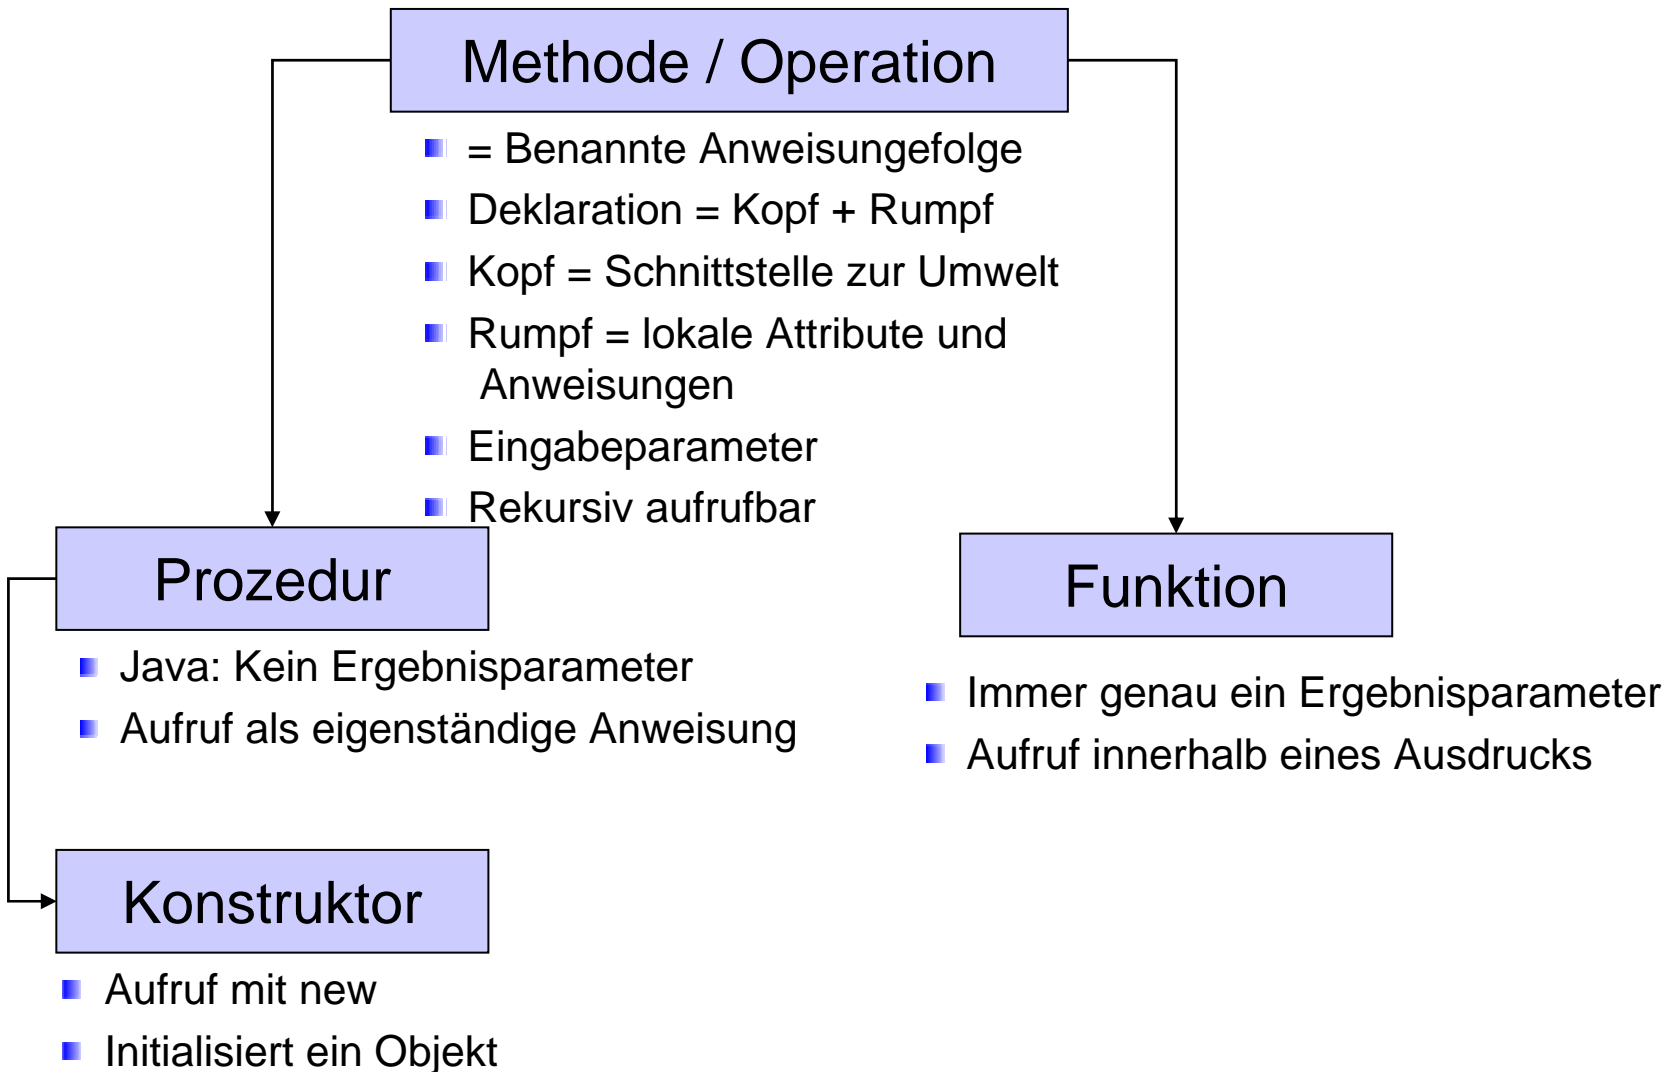 Methode / Operation
= Benannte Anweisungefolge
Deklaration = Kopf + Rumpf
Kopf = Schnittstelle zur Umwelt
Rumpf = lokale Attribute und
Anweisungen
Eingabeparameter
Rekursiv aufrufbar
Prozedur
Java: Kein Ergebnisparameter
Aufruf als eigenständige Anweisung
Funktion
Immer genau ein Ergebnisparameter
Aufruf innerhalb eines Ausdrucks
Konstruktor
Aufruf mit new
Initialisiert ein Objekt